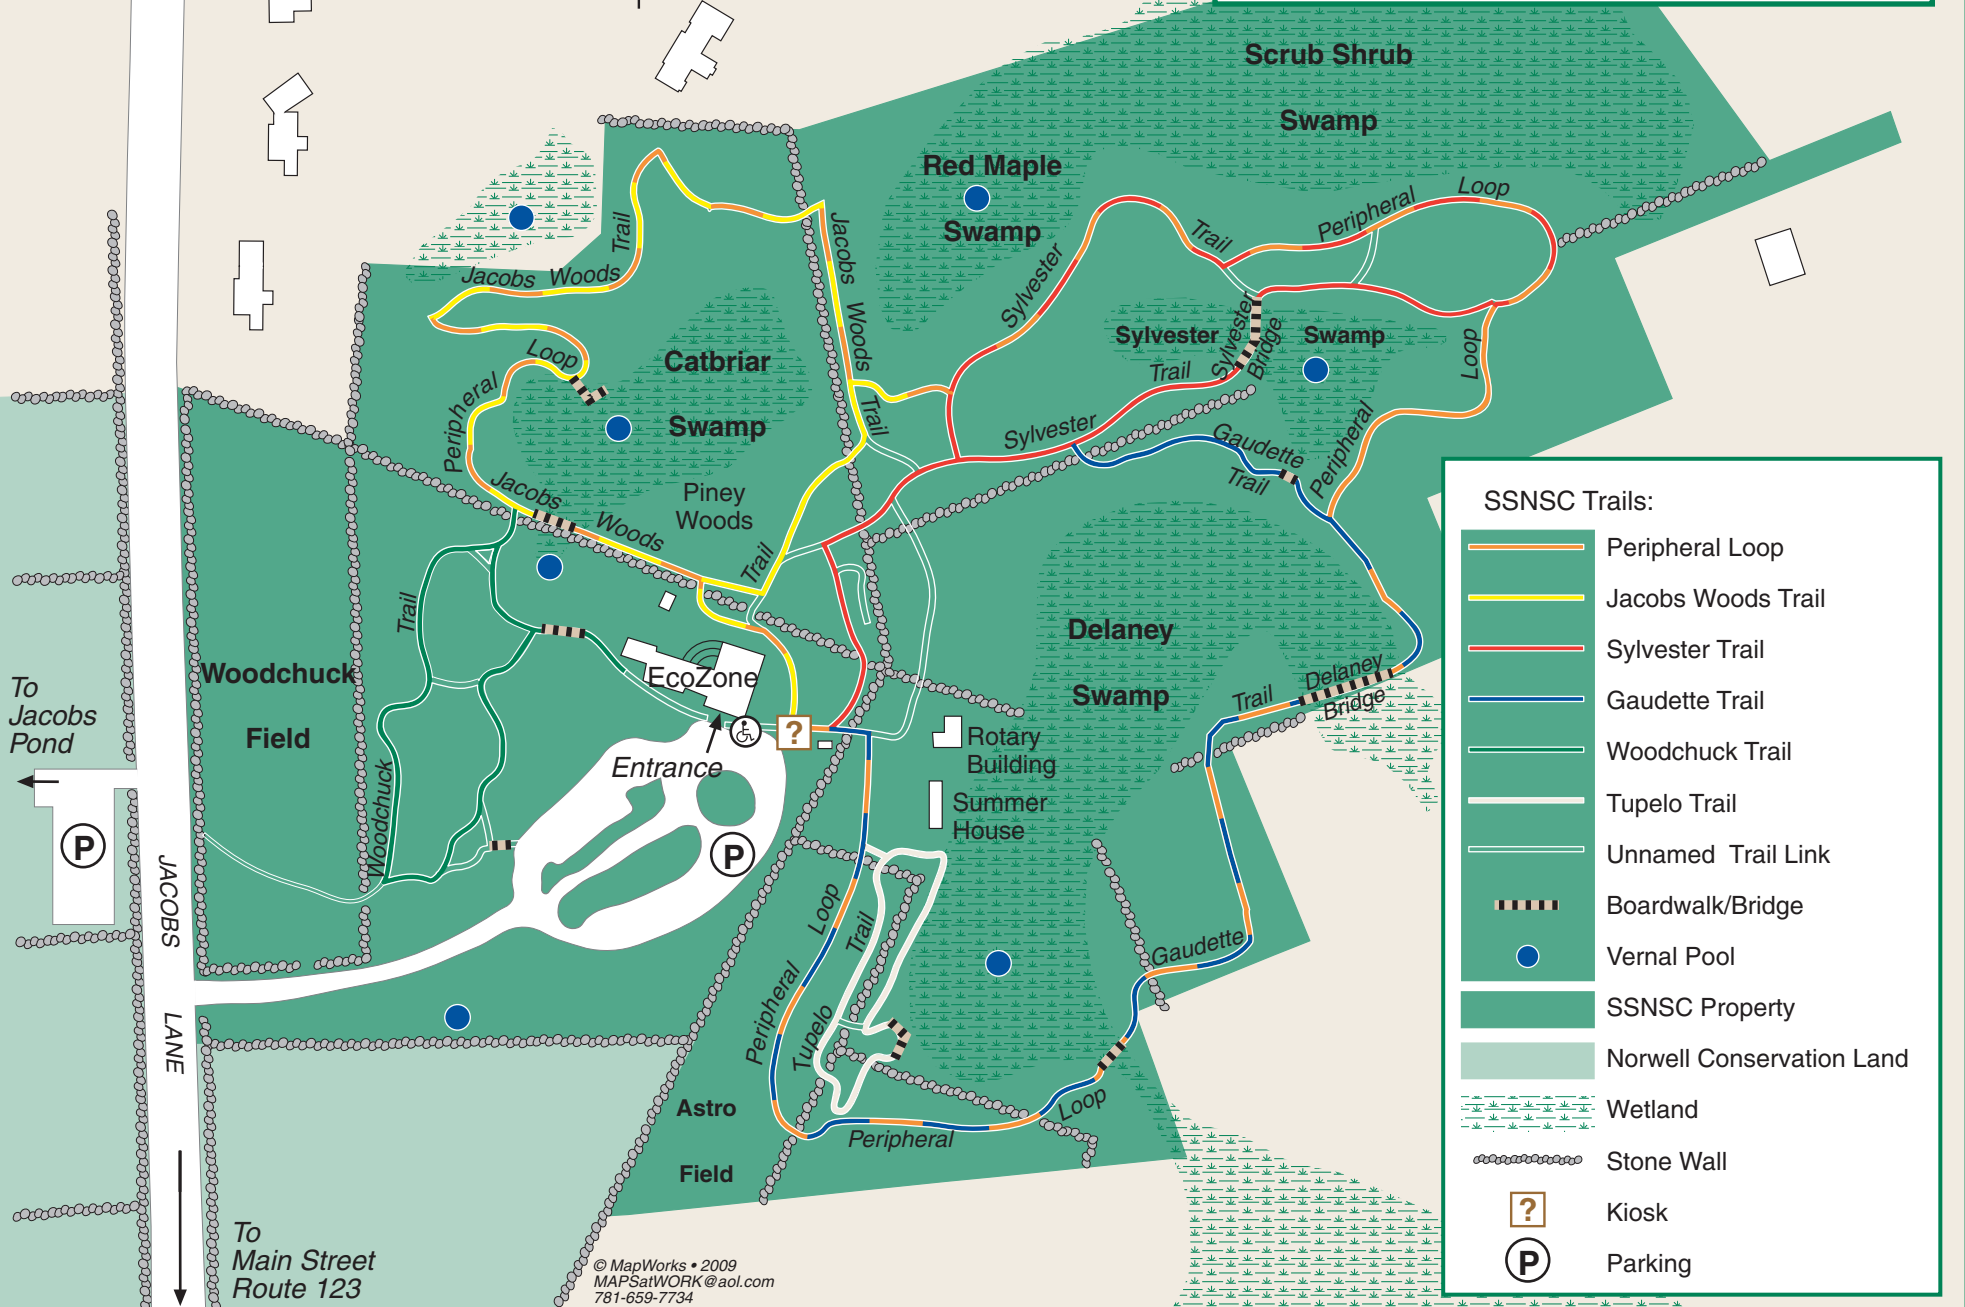 Scrub Shrub
Swamp
Red Maple
Swamp
Trail
Peripheral
Loop
Sylvester
Jacobs
Woods
Trail
Jacobs Woods
Trail
Loop
Peripheral
Catbriar
Swamp
Sylvester
Swamp
Sylvester
Bridge
Trail
Sylvester
Loop
Gaudette
Trail
Peripheral
Piney
Woods
Jacobs
Woods
Trail
Trail
Woodchuck
Woodchuck
Field
EcoZone
Entrance
?
P
Delaney
Swamp
Delaney
Bridge
Trail
Rotary
Building
Summer
House
To
Jacobs
Pond
P
JACOBS
LANE
Loop
Trail
Peripheral
Tupelo
Gaudette
Loop
Peripheral
Astro
Field
To
Main Street
Route 123
© MapWorks • 2009
MAPSatWORK@aol.com
781-659-7734
SSNSC Trails:
Peripheral Loop
Jacobs Woods Trail
Sylvester Trail
Gaudette Trail
Woodchuck Trail
Tupelo Trail
Unnamed Trail Link
Boardwalk/Bridge
Vernal Pool
SSNSC Property
Norwell Conservation Land
Wetland
Stone Wall
? Kiosk
P Parking